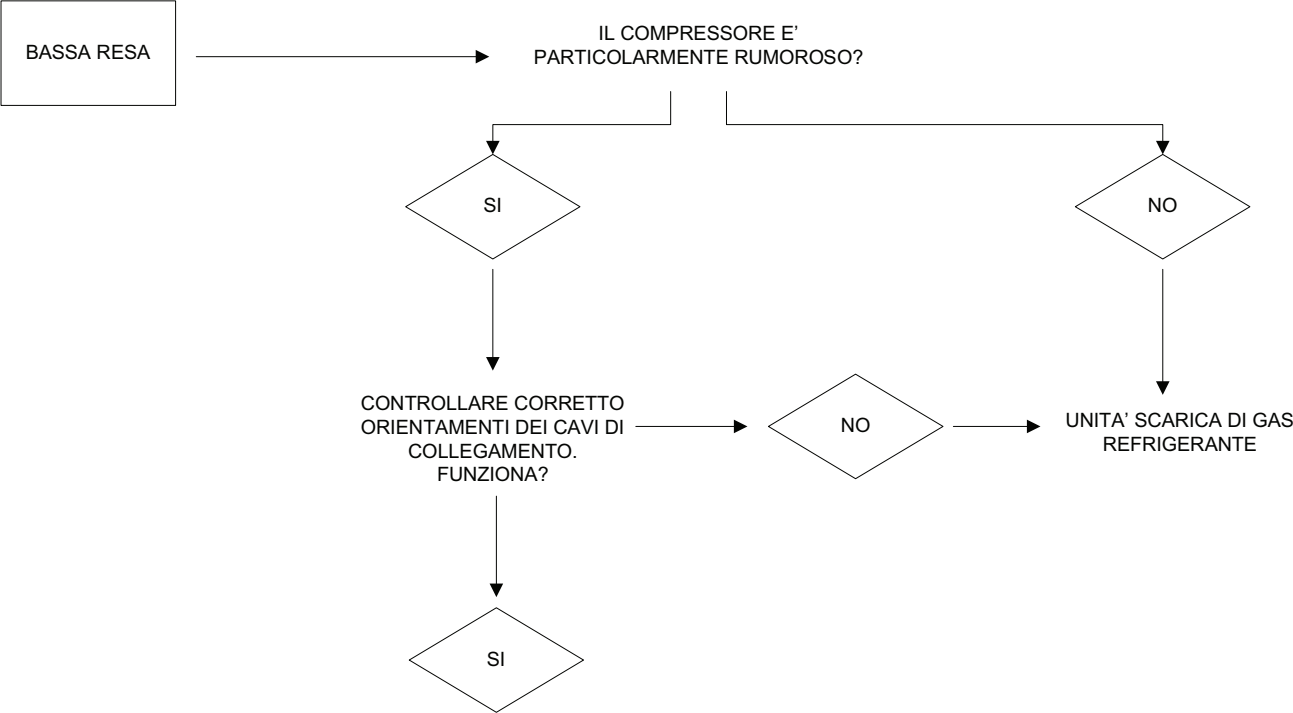 BASSA RESA
IL COMPRESSORE E’
PARTICOLARMENTE RUMOROSO?
SI
NO
CONTROLLARE CORRETTO
ORIENTAMENTI DEI CAVI DI
COLLEGAMENTO.
FUNZIONA?
NO
UNITA’ SCARICA DI GAS
REFRIGERANTE
SI